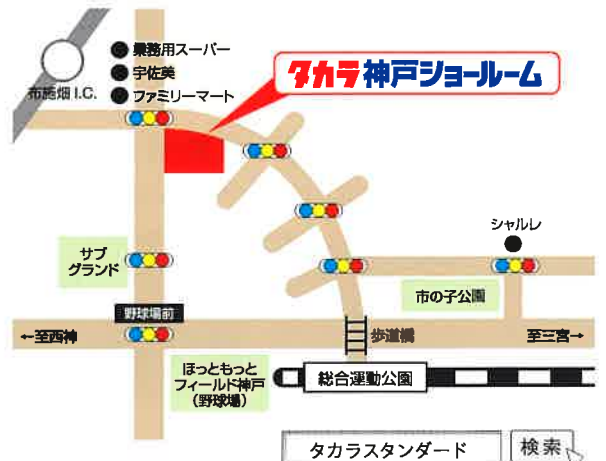 業務用スーパー
宇佐美
ファミリーマート
布施畑 I.C.
タカラ神戸ショールーム
シャルレ
サブ
グランド
市の子公園
野球場前
←至西神
歩道橋
至三宮→
ほっともっと
フィールド神戸
(野球場)
総合運動公園
タカラスタンダード
検索